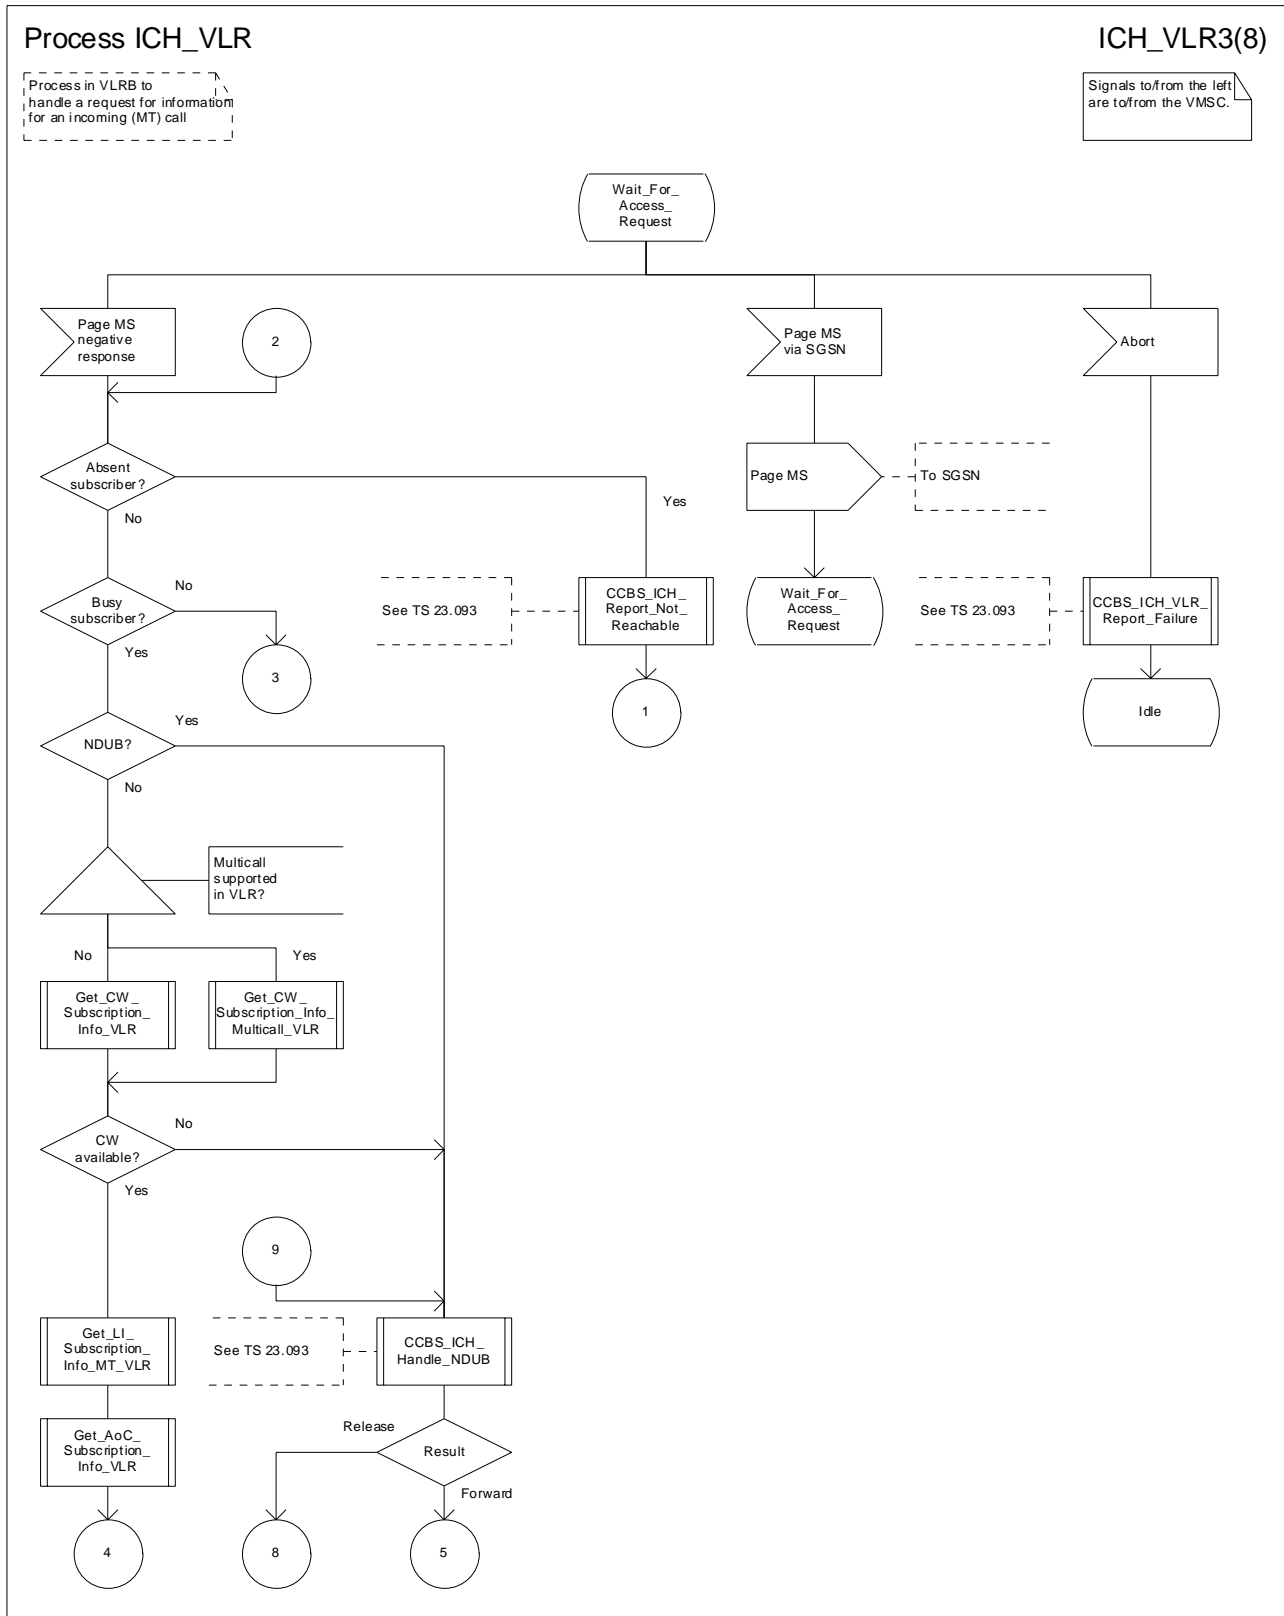 Process ICH_VLR
ICH_VLR3(8)
Process in VLRB to
handle a request for information
for an incoming (MT) call
Signals to/from the left
are to/from the VMSC.
Wait_For_
Access_
Request
Page MS
negative
response
2
Page MS
via SGSN
Abort
Absent
subscriber?
Yes
No
Page MS
To SGSN
Busy
subscriber?
No
Yes
See TS 23.093
CCBS_ICH_
Report_Not_
Reachable
Wait_For_
Access_
Request
See TS 23.093
CCBS_ICH_VLR_
Report_Failure
3
1
Idle
NDUB?
Yes
No
Multicall
supported
in VLR?
No
Yes
Get_CW_
Subscription_
Info_VLR
Get_CW_
Subscription_Info_
Multicall_VLR
CW
available?
No
Yes
9
Get_LI_
Subscription_
Info_MT_VLR
See TS 23.093
CCBS_ICH_
Handle_NDUB
Get_AoC_
Subscription_
Info_VLR
Release
Result
Forward
4
8
5